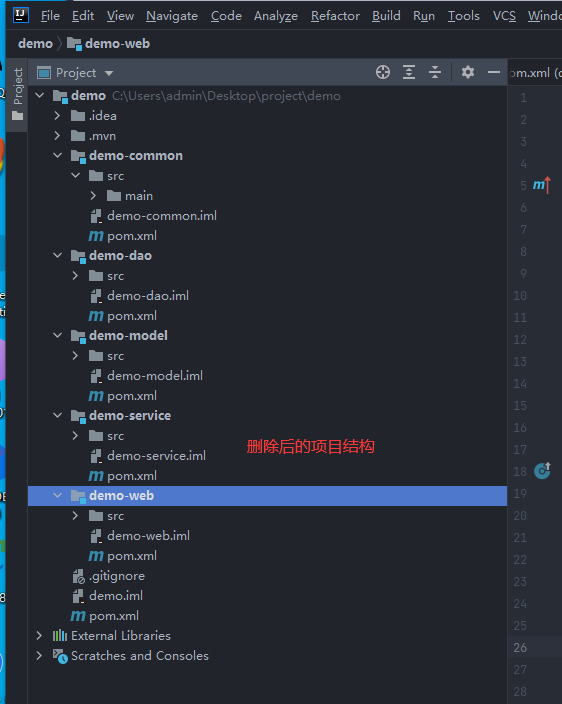 File Edit View Navigate Code Analyze Refactor Build Run Tools VCS Windo
demo demo-web
Project
Project
pom.xml (
demo C:\Users\admin\Desktop\project\demo
.idea
.mvn
demo-common
src
main
demo-common.iml
pom.xml
demo-dao
src
demo-dao.iml
pom.xml
demo-model
src
demo-model.iml
pom.xml
demo-service
src
删除后的项目结构
demo-service.iml
pom.xml
demo-web
src
demo-web.iml
pom.xml
.gitignore
demo.iml
pom.xml
External Libraries
Scratches and Consoles
1
2
3
4
5
6
7
8
9
10
11
12
13
14
15
16
17
18
19
20
21
22
23
24
25
26
27
28